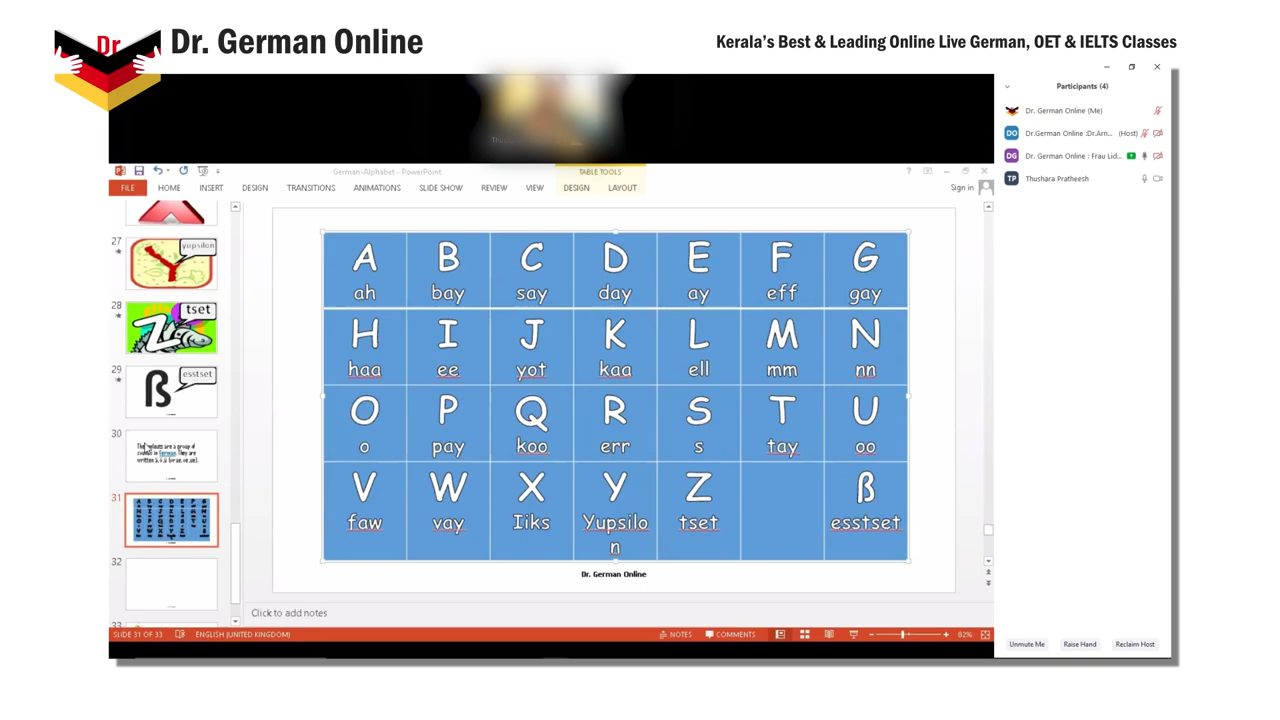 Dr
Dr. German Online
Kerala's Best & Leading Online Live German, OET & IELTS Classes
Participants (4)
Dr. German Online (Me)
DO Dr.German Online :Dr.Arn... (Host)
DG Dr. German Online : Frau Lid...
TP Thushara Pratheesh
German-Alphabet - PowerPoint
TABLE TOOLS
FILE HOME INSERT DESIGN TRANSITIONS ANIMATIONS SLIDE SHOW REVIEW VIEW DESIGN LAYOUT
Sign in
27
yupsilon
Y
28
tset
Z
29
esstset
ß
30
31
32
33
A B C D E F G
ah bay say day ay eff gay
H I J K L M N
haa ee yot kaa ell mm nn
O P Q R S T U
o pay koo err s tay oo
V W X Y Z ß
faw vay Iiks Yupsilo tset esstset
n
Dr. German Online
Click to add notes
SLIDE 31 OF 33 ENGLISH (UNITED KINGDOM) NOTES COMMENTS 82%
Unmute Me Raise Hand Reclaim Host